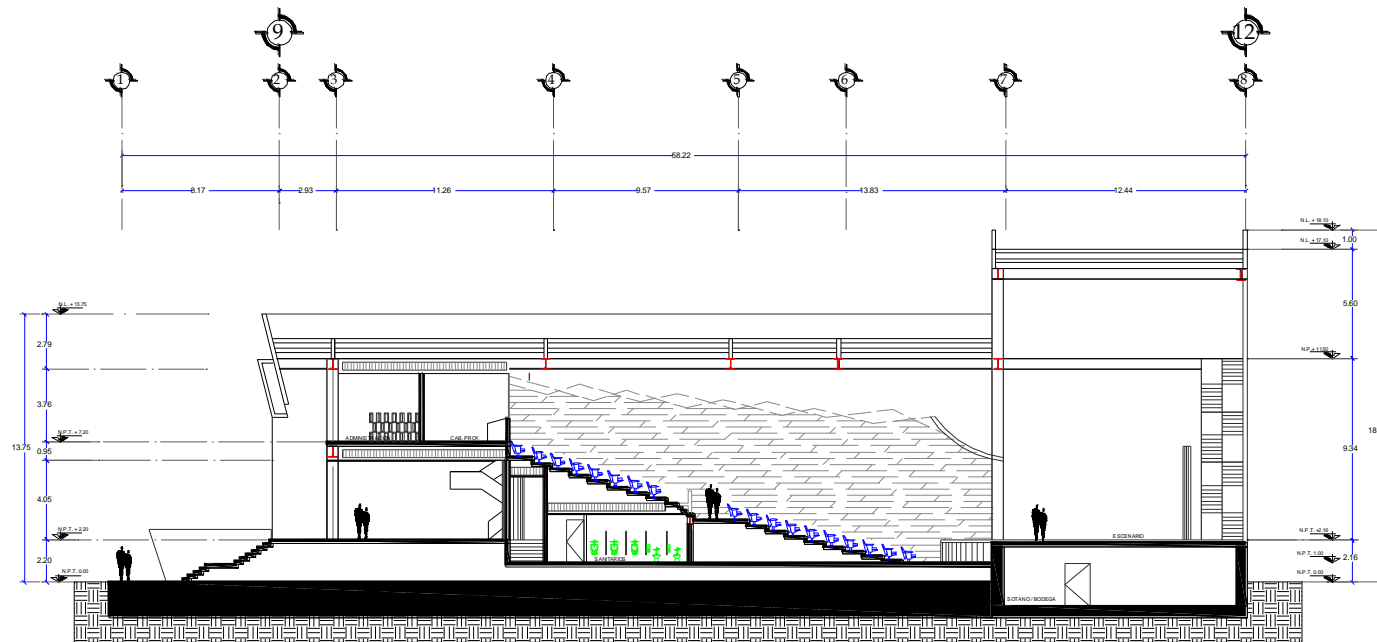 9
12
1
2
3
4
5
6
7
8
58.22
8.17
2.93
11.26
9.57
13.83
12.44
N.L. + 18.10
1.00
N.L. + 17.10
5.60
N.L. + 13.75
2.79
N.P. + 11.50
3.76
13.75
N.P.T. + 7.20
0.95
ADMINISTRACION
CAB. PROY.
18
9.34
4.05
N.P.T. + 2.20
N.P.T. +2.16
ESCENARIO
2.20
SANITARIOS
N.P.T. 1.00
2.16
N.P.T. 0.00
N.P.T. 0.00
SOTANO / BODEGA